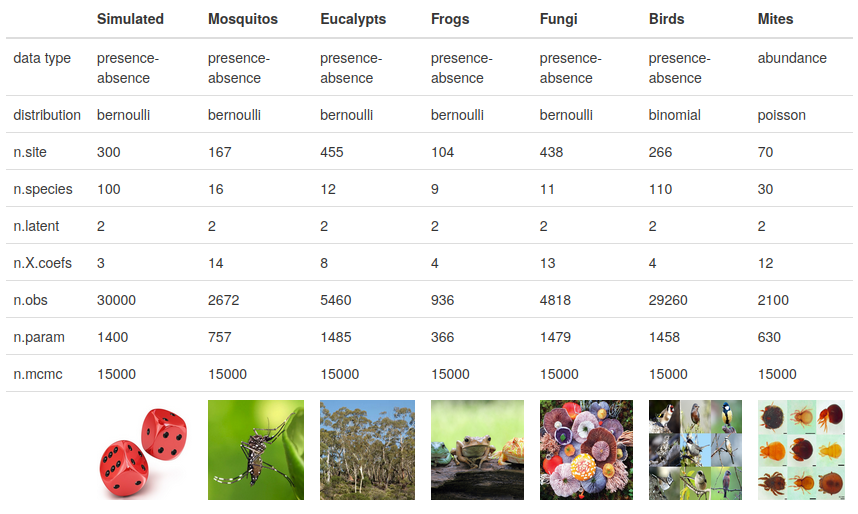 Simulated Mosquitos Eucalypts Frogs Fungi Birds Mites
data type presence-absence presence-absence presence-absence presence-absence presence-absence presence-absence abundance
distribution bernoulli bernoulli bernoulli bernoulli bernoulli binomial poisson
n.site 300 167 455 104 438 266 70
n.species 100 16 12 9 11 110 30
n.latent 2 2 2 2 2 2 2
n.X.coefs 3 14 8 4 13 4 12
n.obs 30000 2672 5460 936 4818 29260 2100
n.param 1400 757 1485 366 1479 1458 630
n.mcmc 15000 15000 15000 15000 15000 15000 15000